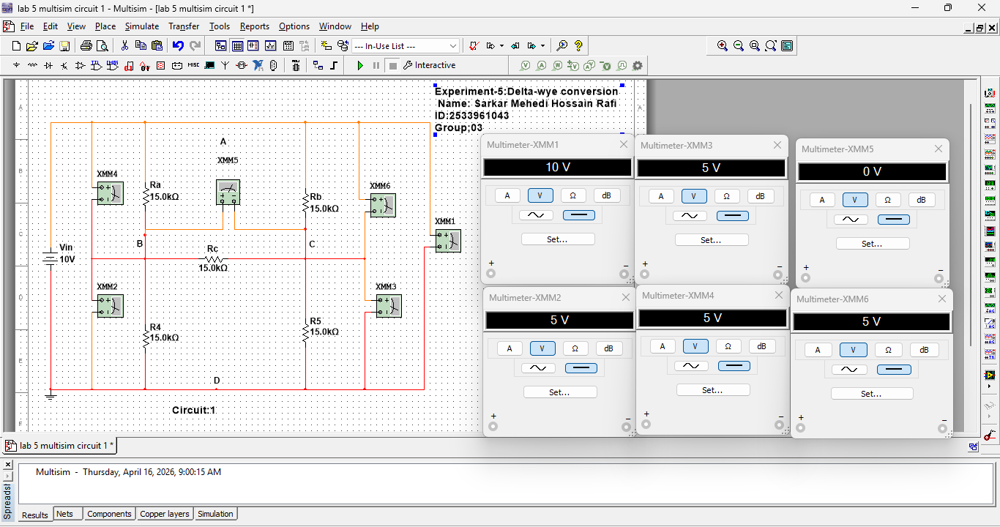 lab 5 multisim circuit 1 - Multisim - [lab 5 multisim circuit 1 *]
File Edit View Place Simulate Transfer Tools Reports Options Window Help
--- In-Use List ---
Interactive
Experiment-5:Delta-wye conversion
Name: Sarkar Mehedi Hossain Rafi
ID:2533961043
Group;03
A
XMM5
XMM4
Ra
15.0kΩ
Rb
15.0kΩ
XMM6
XMM1
B
C
Vin
10V
Rc
15.0kΩ
XMM2
XMM3
R4
15.0kΩ
R5
15.0kΩ
D
Circuit:1
Multimeter-XMM1
10 V
A V Ω dB
Set...
+ −
Multimeter-XMM3
5 V
A V Ω dB
Set...
+ −
Multimeter-XMM5
0 V
A V Ω dB
Set...
+ −
Multimeter-XMM2
5 V
A V Ω dB
Set...
+ −
Multimeter-XMM4
5 V
A V Ω dB
Set...
+ −
Multimeter-XMM6
5 V
A V Ω dB
Set...
+ −
lab 5 multisim circuit 1 *
Multisim - Thursday, April 16, 2026, 9:00:15 AM
Spreads
Results Nets Components Copper layers Simulation